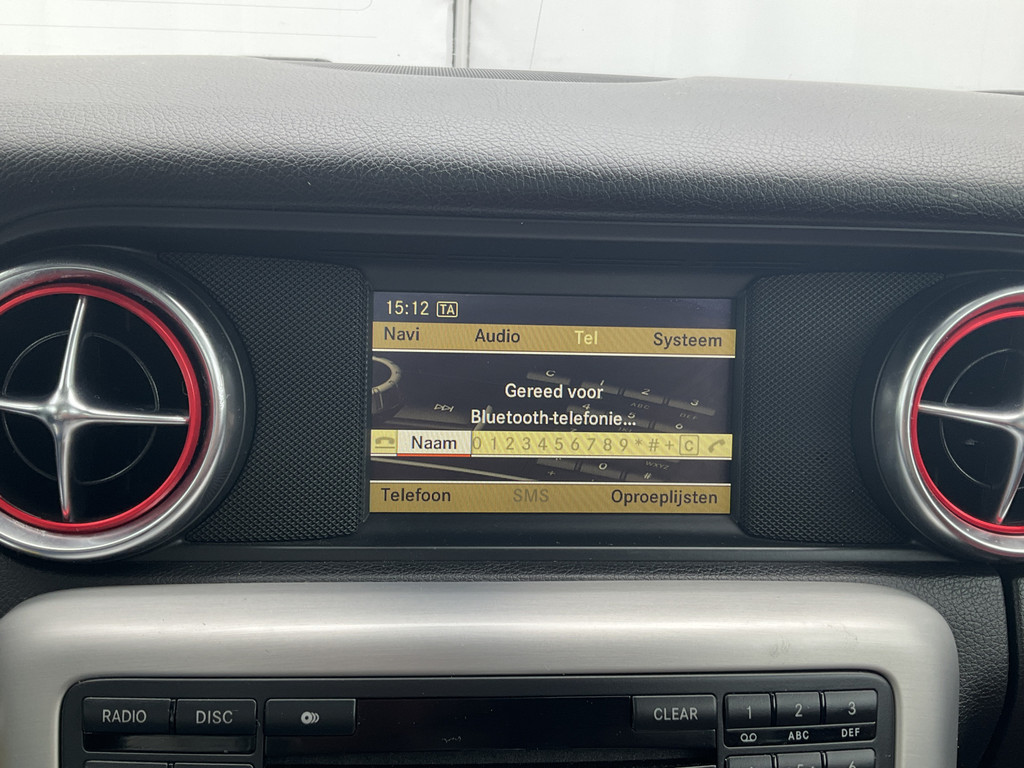 15:12 TA
Navi Audio Tel Systeem
Gereed voor
Bluetooth-telefonie...
Naam 0 1 2 3 4 5 6 7 8 9 * # + C
Telefoon SMS Oproeplijsten
RADIO DISC CLEAR 1 2 3
ABC DEF